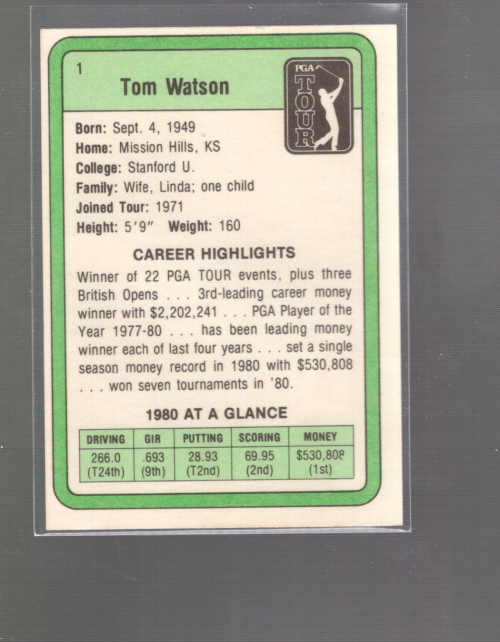 1
Tom Watson
PGA
TOUR
Born: Sept. 4, 1949
Home: Mission Hills, KS
College: Stanford U.
Family: Wife, Linda; one child
Joined Tour: 1971
Height: 5'9" Weight: 160
CAREER HIGHLIGHTS
Winner of 22 PGA TOUR events, plus three
British Opens . . . 3rd-leading career money
winner with $2,202,241 . . . PGA Player of the
Year 1977-80 . . . has been leading money
winner each of last four years . . . set a single
season money record in 1980 with $530,808
. . . won seven tournaments in '80.
1980 AT A GLANCE
DRIVING GIR PUTTING SCORING MONEY
266.0 .693 28.93 69.95 $530,808
(T24th) (9th) (T2nd) (2nd) (1st)